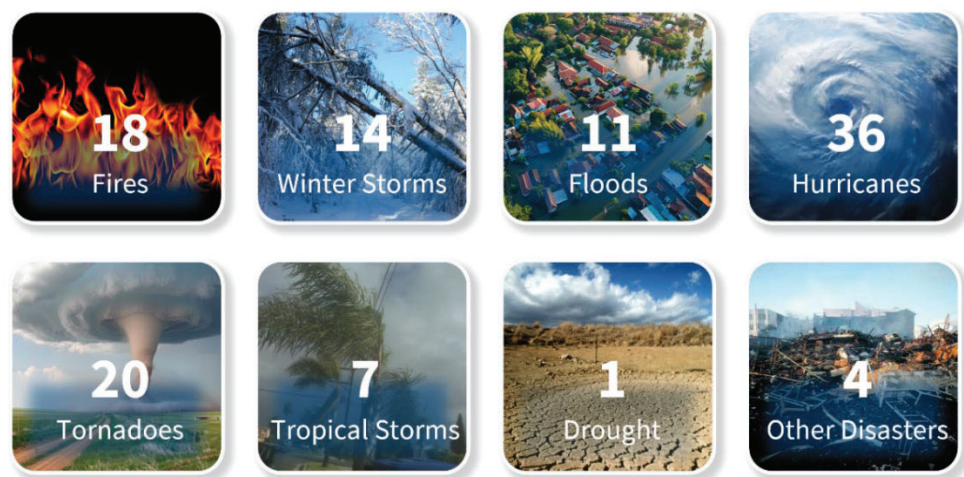 18
Fires
14
Winter Storms
11
Floods
36
Hurricanes
20
Tornadoes
7
Tropical Storms
1
Drought
4
Other Disasters